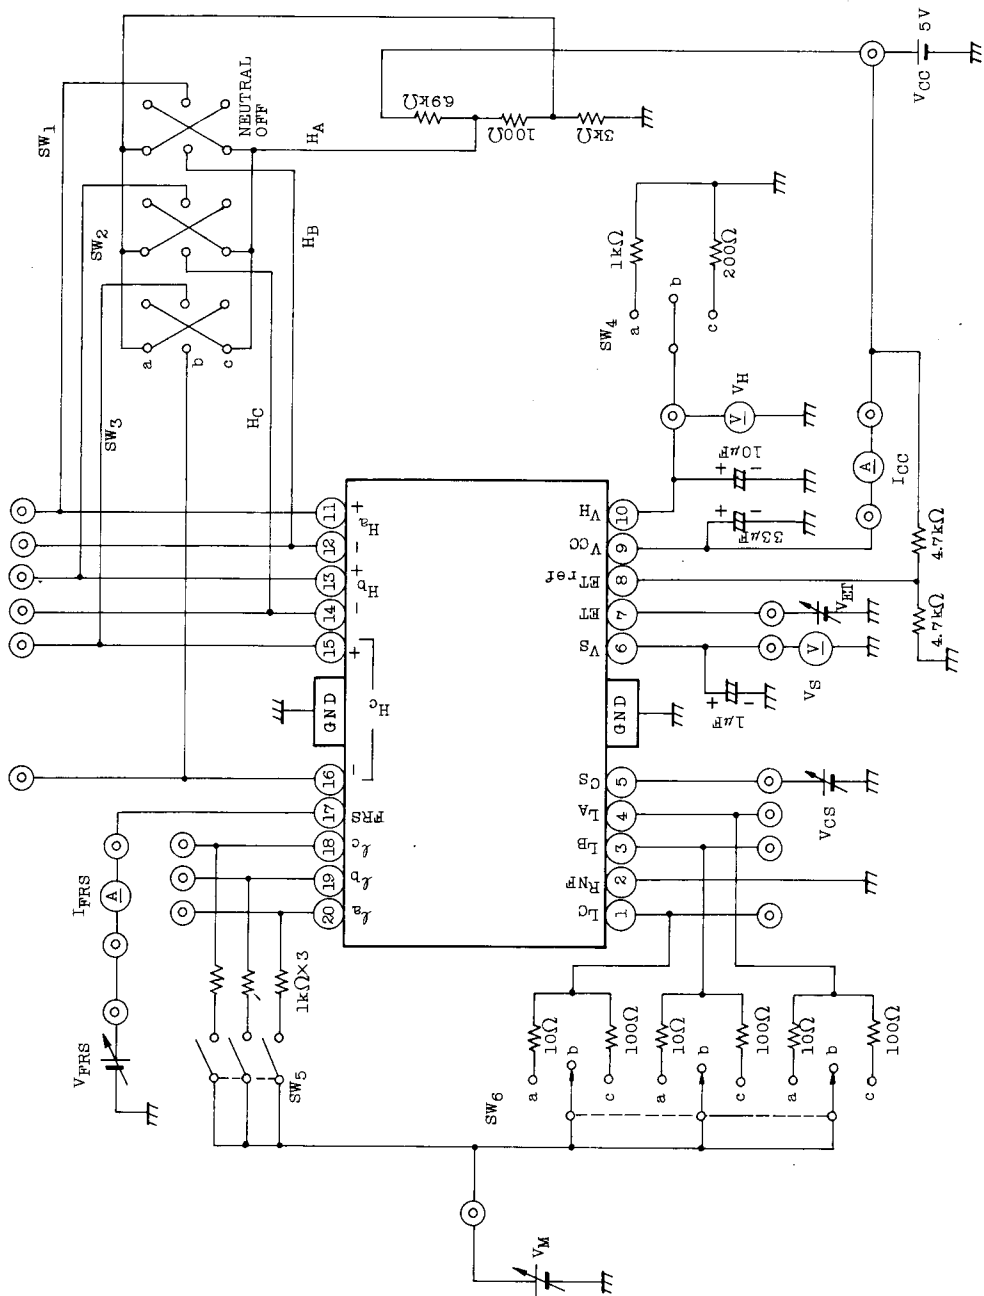 VCC 5V
6.9kΩ
100Ω
3kΩ
NEUTRAL
OFF
SW1
HA
SW2
HB
SW3
HC
a
b
c
SW4
1kΩ
a
b
c
200Ω
VH
V
10μF
+
-
33μF
+
-
A
ICC
4.7kΩ
4.7kΩ
11
+
Ha
12
-
13
+
Hb
14
-
15
+
GND
Hc
16
-
17
FRS
18
ℓc
19
ℓb
20
ℓa
10
VH
9
VCC
8
ETref
7
ET
6
VS
GND
5
CS
4
LA
3
LB
2
RNF
1
LC
VET
V
VS
1μF
+
-
VCS
IFRS
A
VFRS
1kΩ×3
SW5
SW6
a
10Ω
b
c
100Ω
a
10Ω
b
c
100Ω
a
10Ω
b
c
100Ω
VM